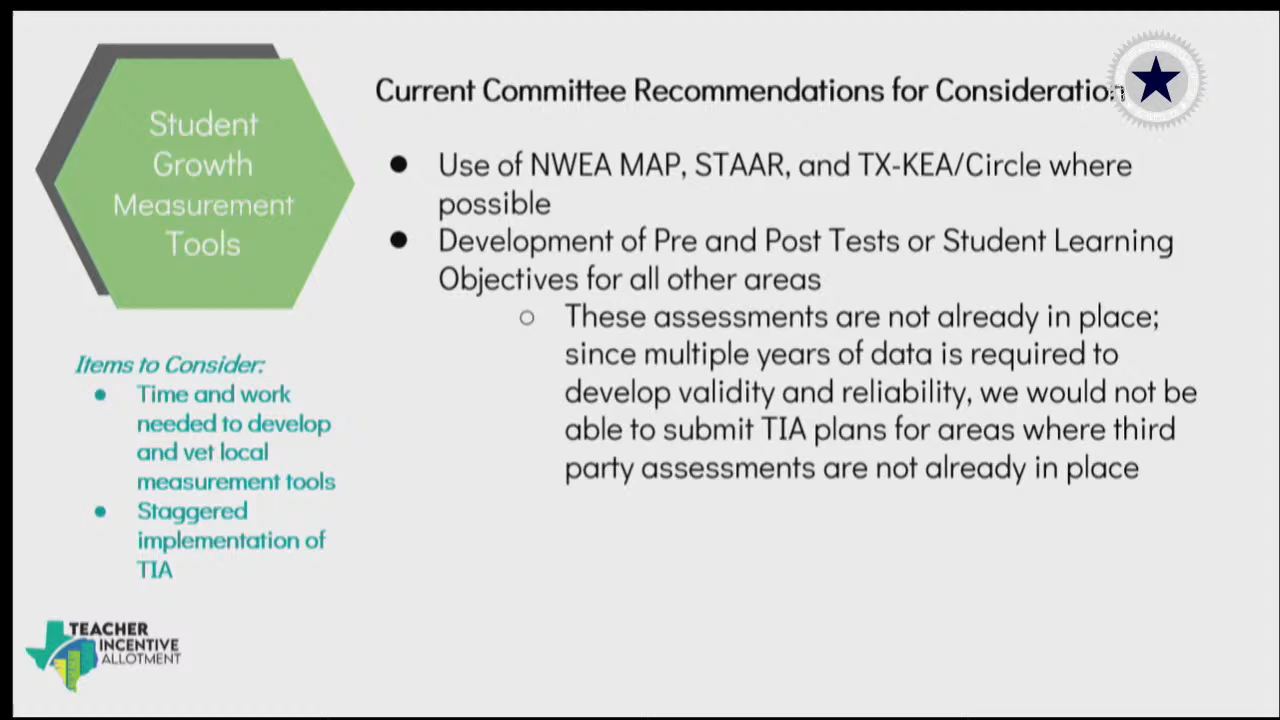 Student
Growth
Measurement
Tools
Current Committee Recommendations for Consideration
● Use of NWEA MAP, STAAR, and TX-KEA/Circle where
possible
● Development of Pre and Post Tests or Student Learning
Objectives for all other areas
○ These assessments are not already in place;
since multiple years of data is required to
develop validity and reliability, we would not be
able to submit TIA plans for areas where third
party assessments are not already in place
Items to Consider:
● Time and work
needed to develop
and vet local
measurement tools
● Staggered
implementation of
TIA
TEACHER
INCENTIVE
ALLOTMENT